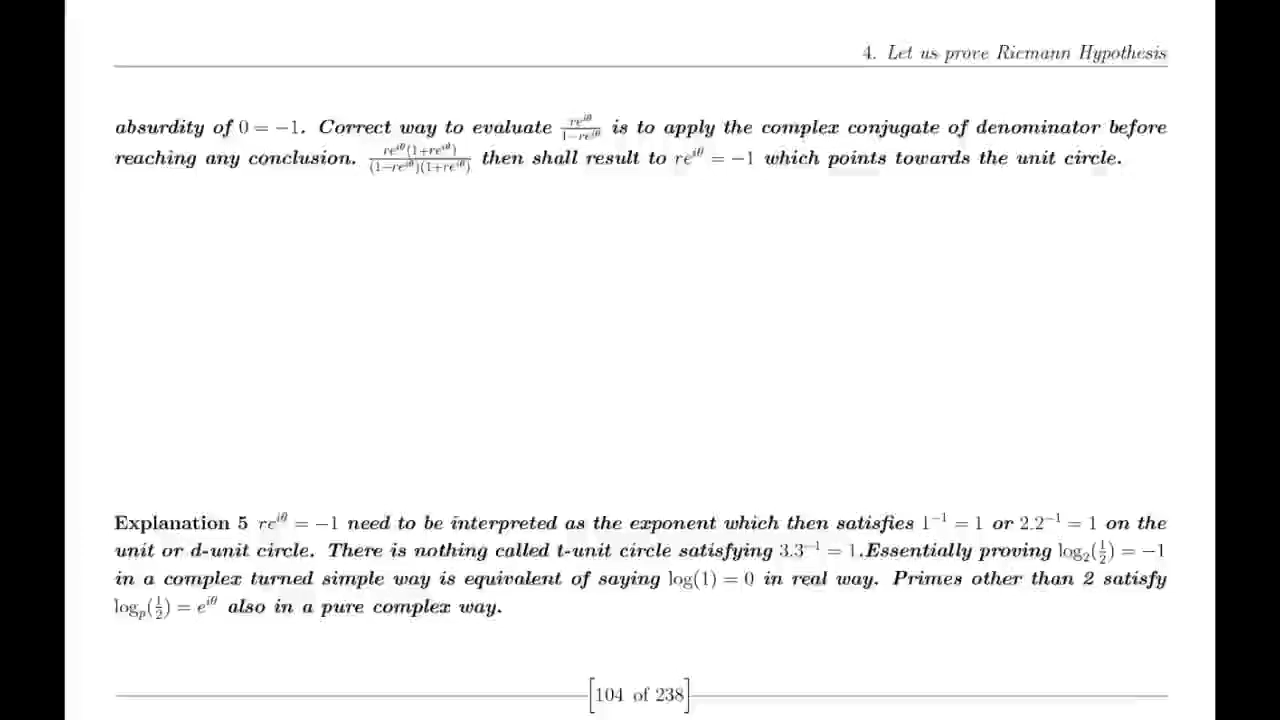 4. Let us prove Riemann Hypothesis
absurdity of 0 = −1. Correct way to evaluate re^{iθ}/(1−re^{iθ}) is to apply the complex conjugate of denominator before
reaching any conclusion. re^{iθ}(1+re^{iθ})/((1−re^{iθ})(1+re^{iθ})) then shall result to re^{iθ} = −1 which points towards the unit circle.
Explanation 5 re^{iθ} = −1 need to be interpreted as the exponent which then satisfies 1^{−1} = 1 or 2.2^{−1} = 1 on the
unit or d-unit circle. There is nothing called t-unit circle satisfying 3.3^{−1} = 1.Essentially proving log₂(1/2) = −1
in a complex turned simple way is equivalent of saying log(1) = 0 in real way. Primes other than 2 satisfy
log_p(1/2) = e^{iθ} also in a pure complex way.
[104 of 238]